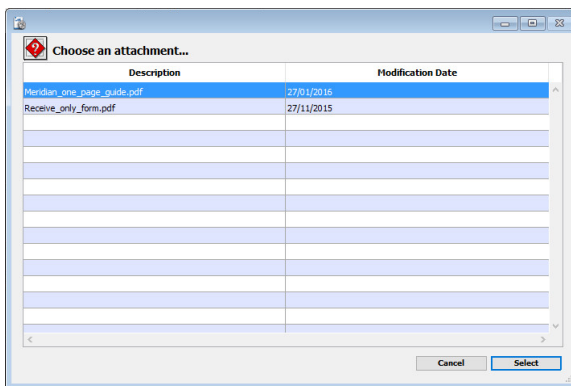 Choose an attachment...
Description Modification Date
Meridian_one_page_guide.pdf 27/01/2016
Receive_only_form.pdf 27/11/2015
Cancel Select